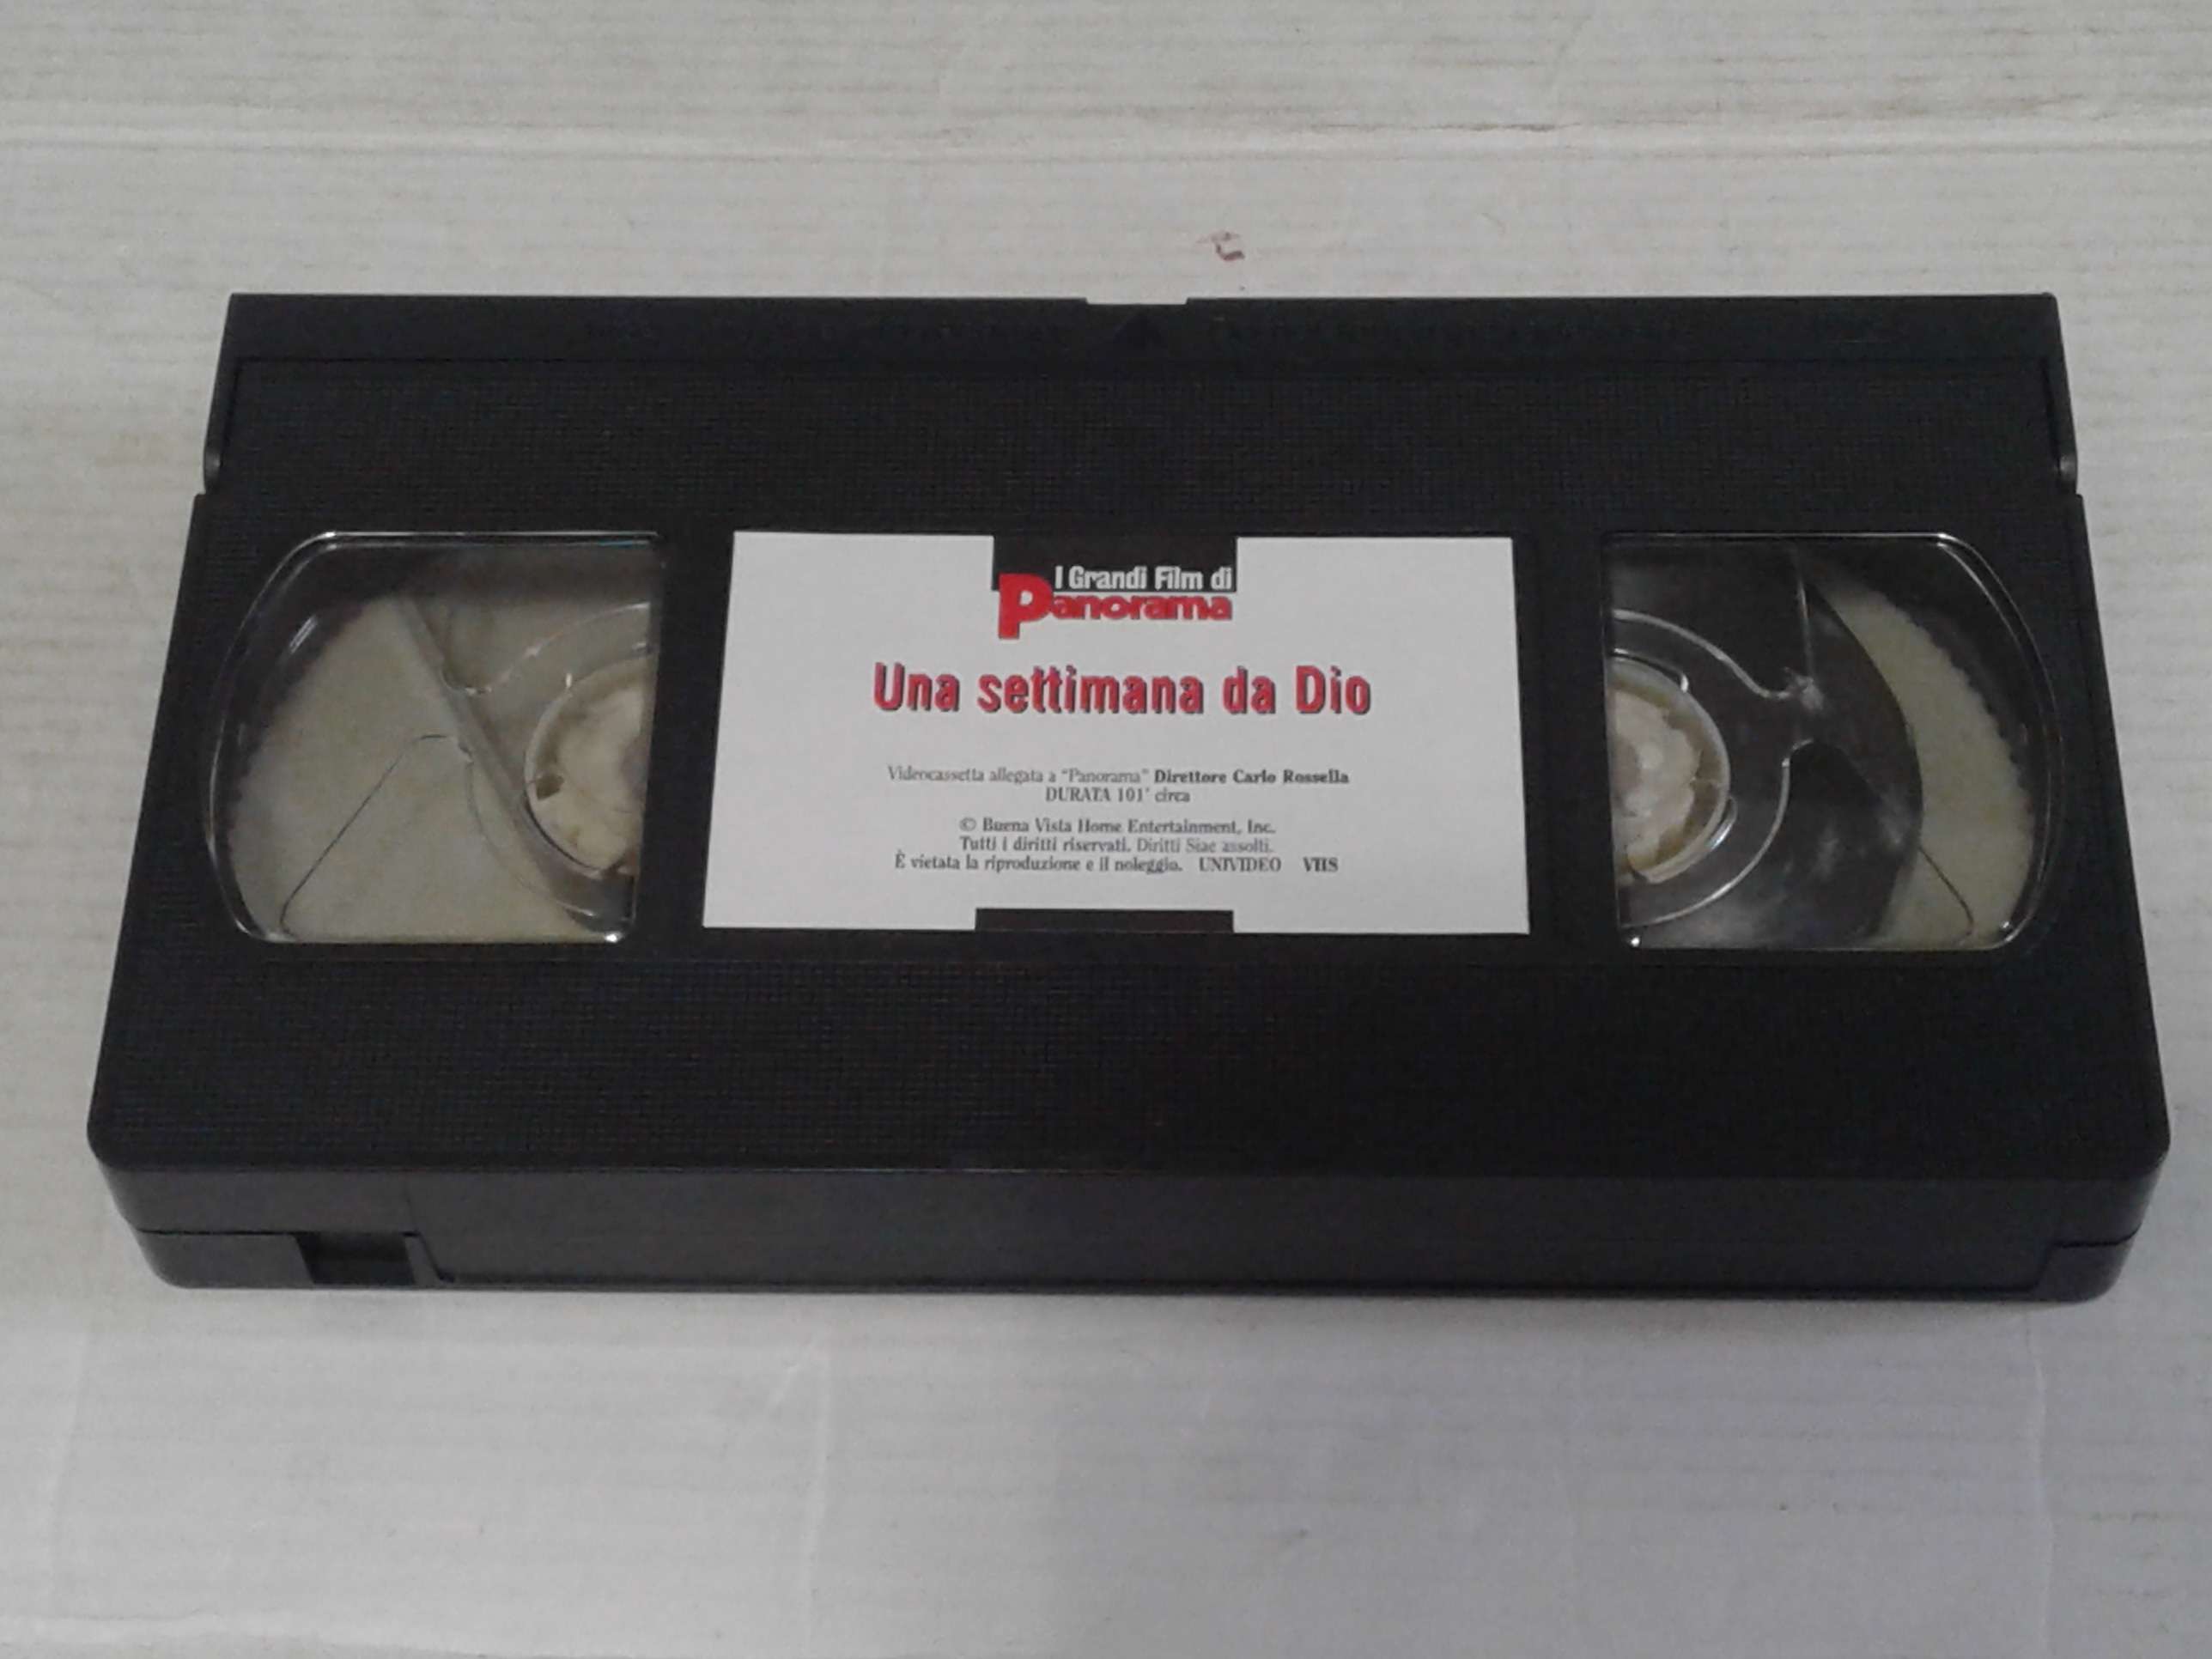 I Grandi Film di
Panorama
Una settimana da Dio
Videocassetta allegata a "Panorama" Direttore Carlo Rossella
DURATA 101' circa
© Buena Vista Home Entertainment, Inc.
Tutti i diritti riservati. Diritti Siae assolti.
È vietata la riproduzione e il noleggio. UNIVIDEO VHS